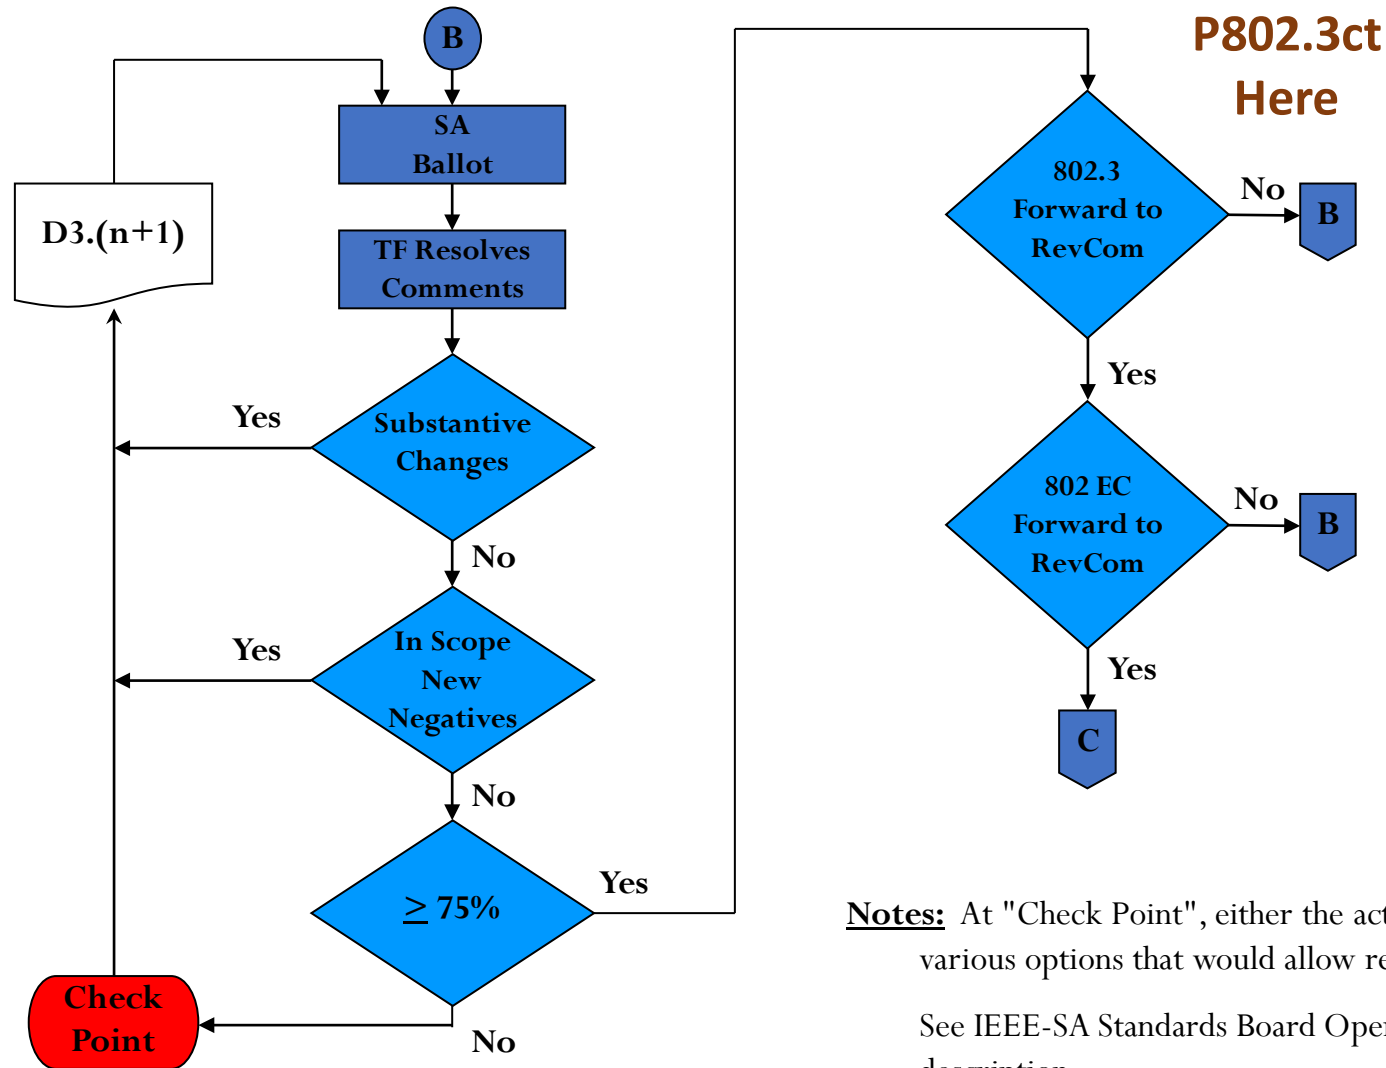 B
SA
Ballot
D3.(n+1)
TF Resolves
Comments
Yes
Substantive
Changes
No
Yes
In Scope
New
Negatives
No
≥ 75%
Yes
Check
Point
No
P802.3ct
Here
802.3
Forward to
RevCom
No
B
Yes
802 EC
Forward to
RevCom
No
B
Yes
C
Notes: At "Check Point", either the act
various options that would allow re
See IEEE-SA Standards Board Oper
description